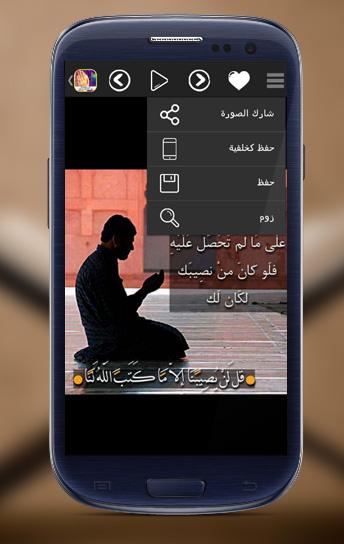 شارك الصورة
حفظ كخلفية
حفظ
زوم
على ما لم تحصل عليه
فلو كان من نصيبك
لكان لك
قل لن يصيبنا إلا ما كتب الله لنا
SAMSUNG